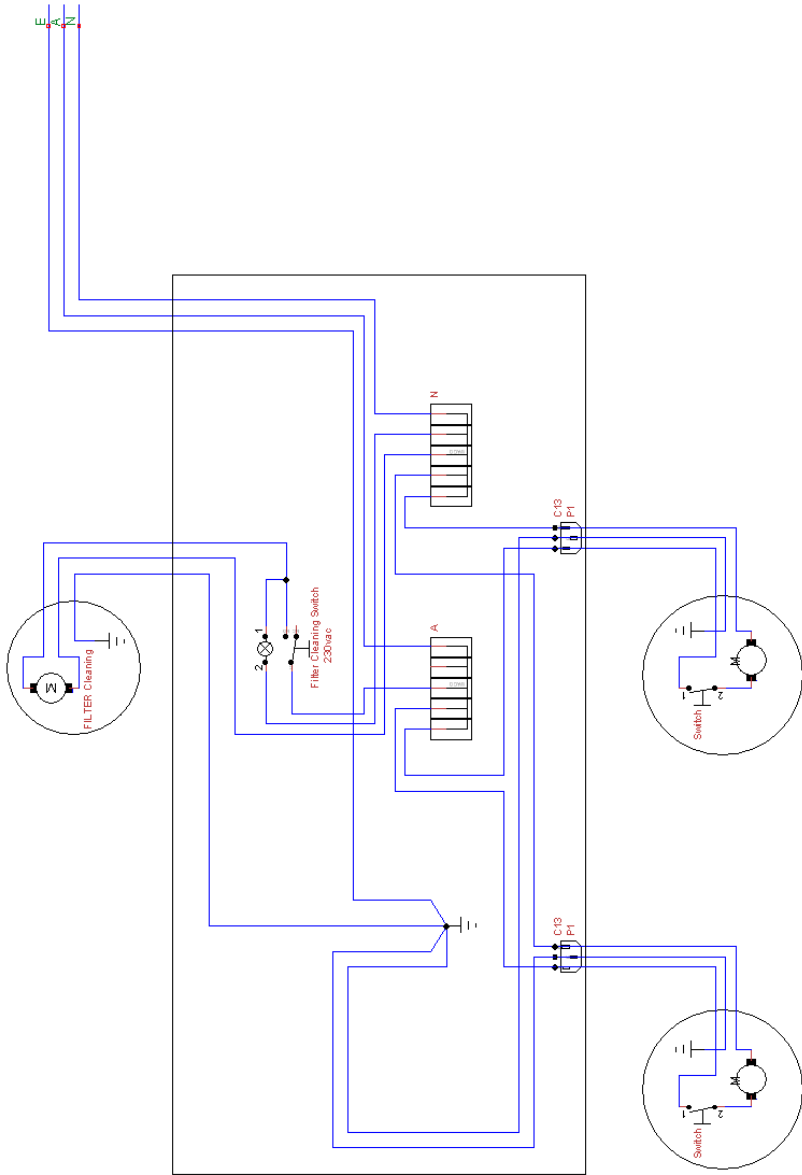 E
A
N
N
C13
P1
1
2
Filter Cleaning Switch
230vac
A
M
FILTER Cleaning
M
1
2
Switch
C13
P1
M
1
2
Switch